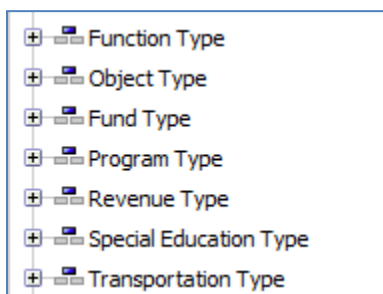 Function Type
Object Type
Fund Type
Program Type
Revenue Type
Special Education Type
Transportation Type